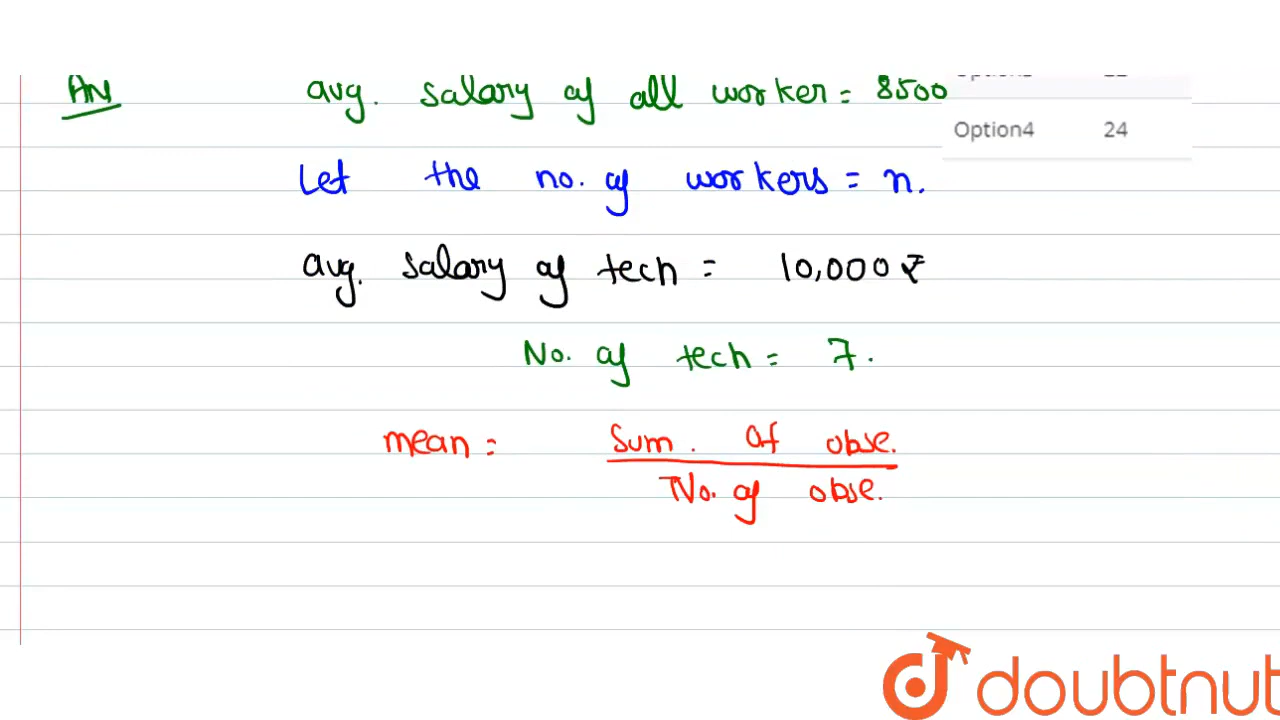 AN avg. salary of all worker = 8500
Option4 24
Let the no. of workers = n.
avg. salary of tech = 10,000 ₹
No. of tech = 7.
mean = Sum. of obse.
No. of obse.
doubtnut